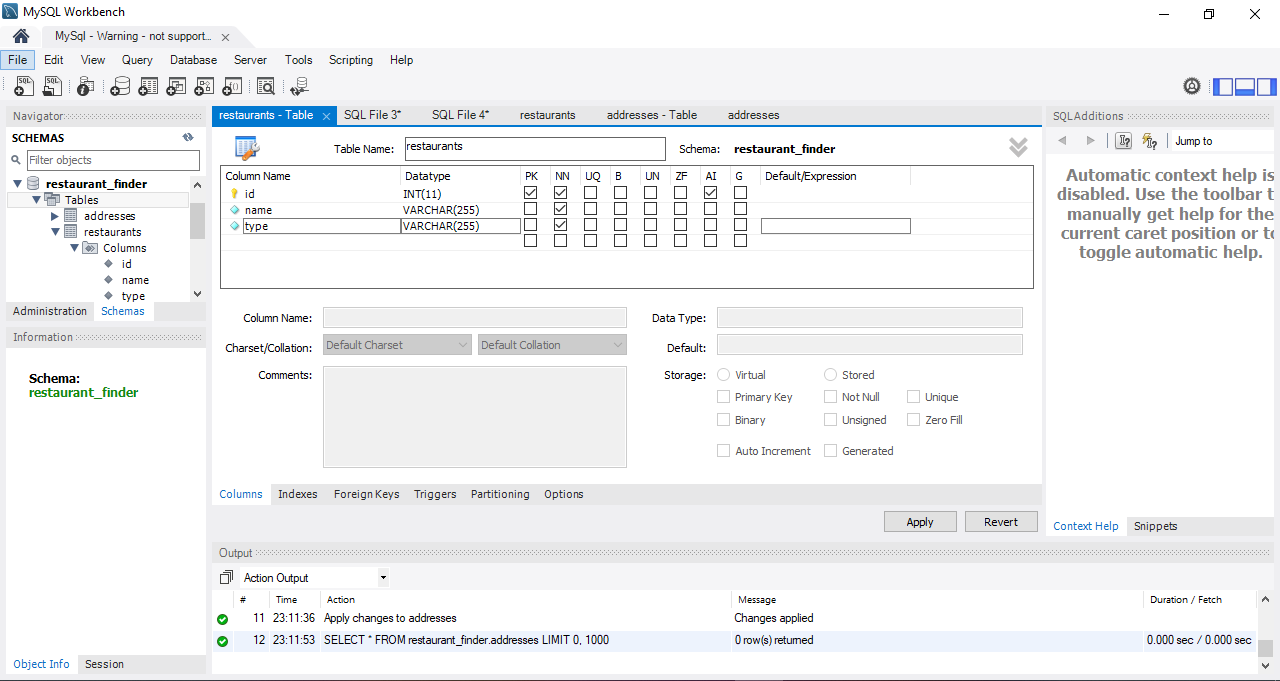 MySQL Workbench
MySql - Warning - not support...
File Edit View Query Database Server Tools Scripting Help
Navigator
SCHEMAS
Filter objects
restaurant_finder
Tables
addresses
restaurants
Columns
id
name
type
Administration Schemas
Information
Schema:
restaurant_finder
Object Info Session
restaurants - Table SQL File 3* SQL File 4* restaurants addresses - Table addresses
Table Name: restaurants Schema: restaurant_finder
Column Name Datatype PK NN UQ B UN ZF AI G Default/Expression
id INT(11)
name VARCHAR(255)
type VARCHAR(255)
Column Name: Data Type:
Charset/Collation: Default Charset Default Collation Default:
Comments: Storage: Virtual Stored
Primary Key Not Null Unique
Binary Unsigned Zero Fill
Auto Increment Generated
Columns Indexes Foreign Keys Triggers Partitioning Options
Apply Revert
Output
Action Output
# Time Action Message Duration / Fetch
11 23:11:36 Apply changes to addresses Changes applied
12 23:11:53 SELECT * FROM restaurant_finder.addresses LIMIT 0, 1000 0 row(s) returned 0.000 sec / 0.000 sec
SQLAdditions
Jump to
Automatic context help is
disabled. Use the toolbar t
manually get help for the
current caret position or to
toggle automatic help.
Context Help Snippets